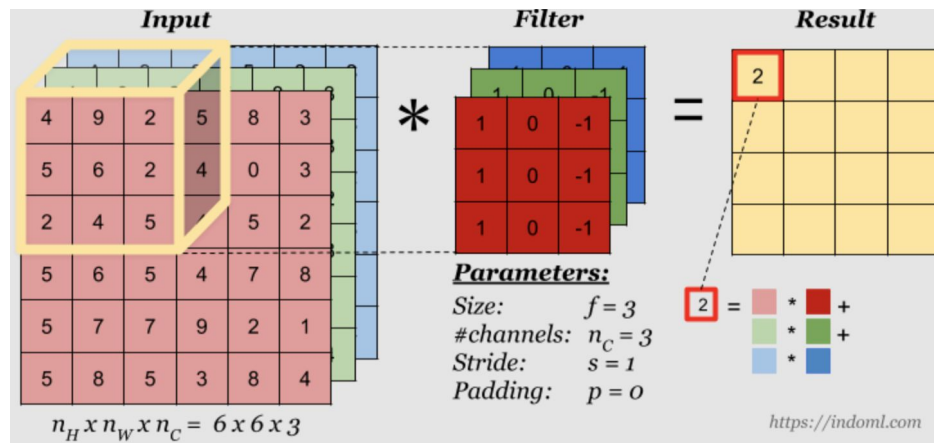 Input Filter Result
4 9 2 5 8 3
5 6 2 4 0 3
2 4 5 5 2
5 6 5 4 7 8
5 7 7 9 2 1
5 8 5 3 8 4
n_H x n_W x n_C = 6 x 6 x 3
*
1 0 -1
1 0 -1
1 0 -1
1 0 -1
=
2
Parameters:
Size: f = 3
#channels: n_C = 3
Stride: s = 1
Padding: p = 0
2 = * +
* +
*
https://indoml.com